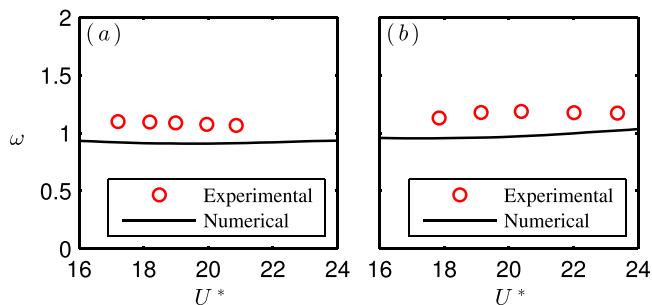 2
(a)
1.5
ω
1
0.5
0
Experimental
Numerical
16 18 20 22 24
U*
(b)
Experimental
Numerical
16 18 20 22 24
U*